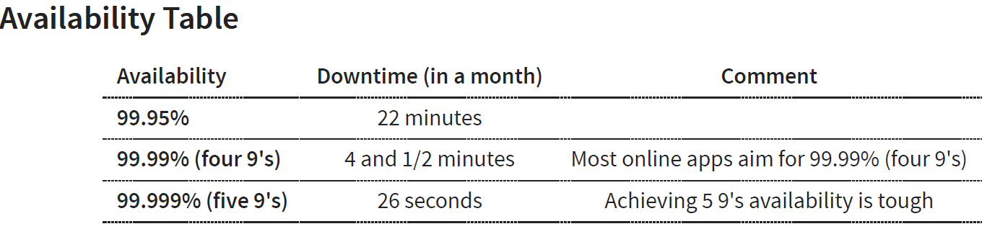 Availability Table
Availability Downtime (in a month) Comment
99.95% 22 minutes
99.99% (four 9's) 4 and 1/2 minutes Most online apps aim for 99.99% (four 9's)
99.999% (five 9's) 26 seconds Achieving 5 9's availability is tough